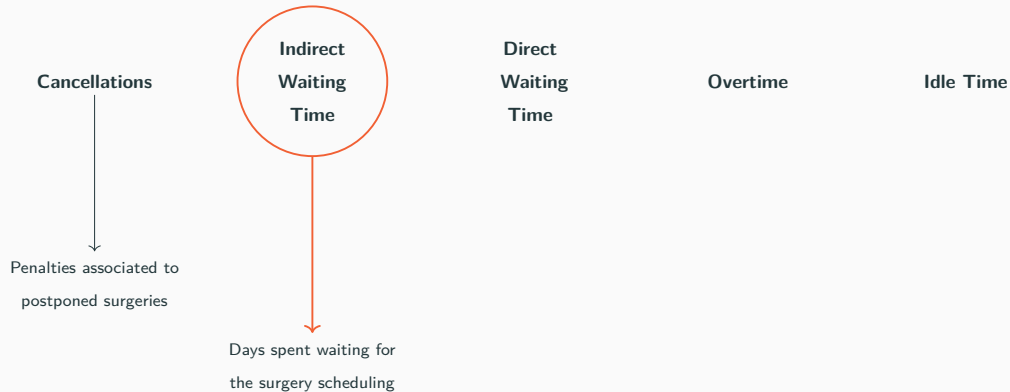 Cancellations
Indirect
Waiting
Time
Direct
Waiting
Time
Overtime
Idle Time
Penalties associated to
postponed surgeries
Days spent waiting for
the surgery scheduling